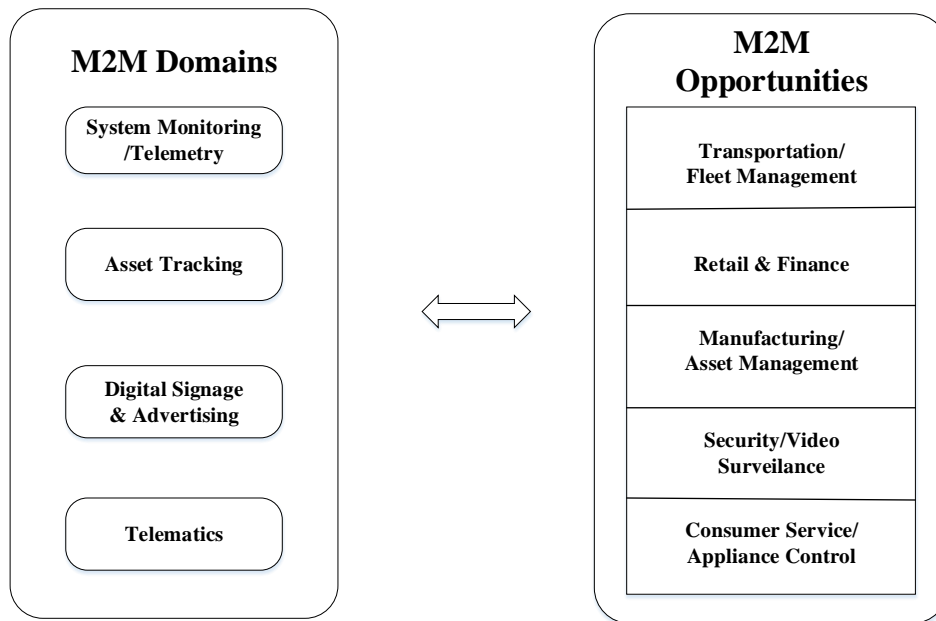 M2M Domains
System Monitoring
/Telemetry
Asset Tracking
Digital Signage
& Advertising
Telematics
M2M
Opportunities
Transportation/
Fleet Management
Retail & Finance
Manufacturing/
Asset Management
Security/Video
Surveilance
Consumer Service/
Appliance Control